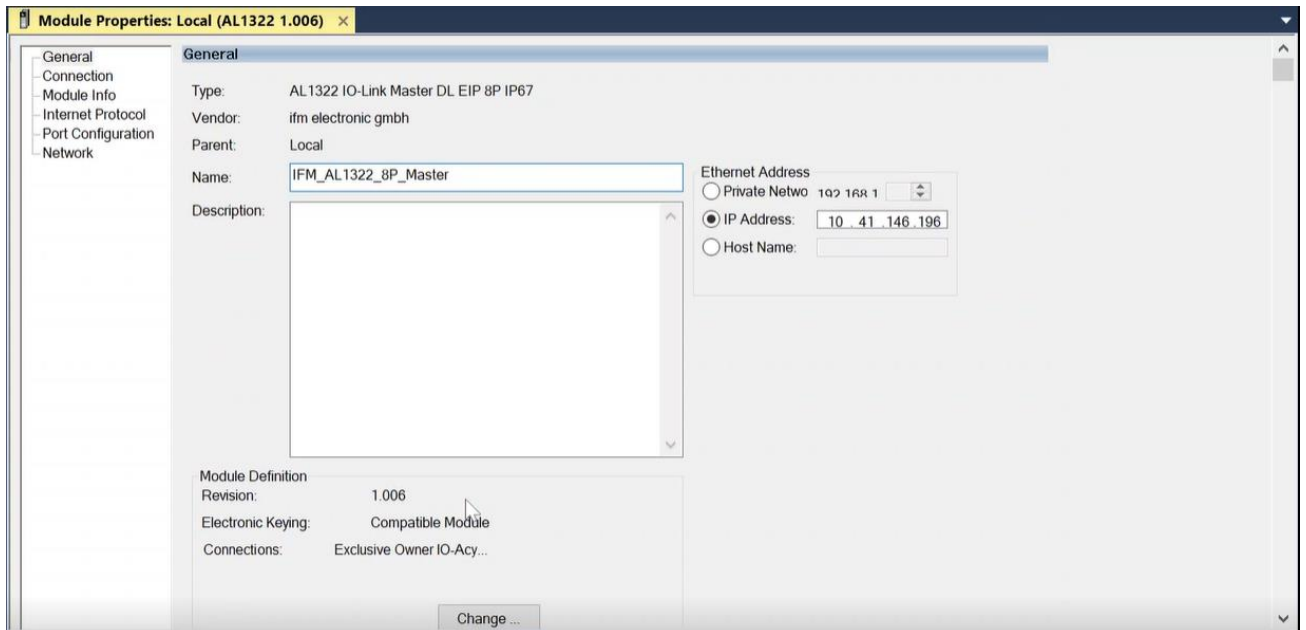 Module Properties: Local (AL1322 1.006) ×
General
Connection
Module Info
Internet Protocol
Port Configuration
Network
General
Type: AL1322 IO-Link Master DL EIP 8P IP67
Vendor: ifm electronic gmbh
Parent: Local
Name: IFM_AL1322_8P_Master
Description:
Ethernet Address
Private Netwo 192.168.1
IP Address: 10 . 41 .146 .196
Host Name:
Module Definition
Revision: 1.006
Electronic Keying: Compatible Module
Connections: Exclusive Owner IO-Acy...
Change ...